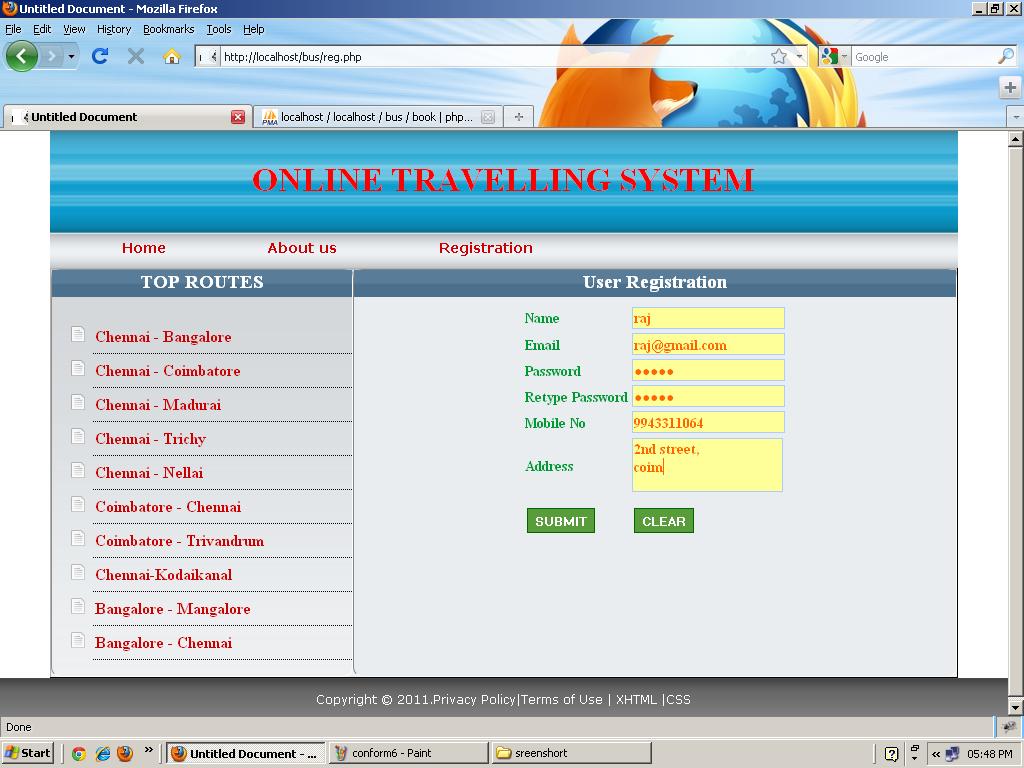 Untitled Document - Mozilla Firefox
File Edit View History Bookmarks Tools Help
http://localhost/bus/reg.php
Google
Untitled Document
localhost / localhost / bus / book | php...
PMA
ONLINE TRAVELLING SYSTEM
Home About us Registration
TOP ROUTES
Chennai - Bangalore
Chennai - Coimbatore
Chennai - Madurai
Chennai - Trichy
Chennai - Nellai
Coimbatore - Chennai
Coimbatore - Trivandrum
Chennai-Kodaikanal
Bangalore - Mangalore
Bangalore - Chennai
User Registration
Name raj
Email raj@gmail.com
Password ●●●●●
Retype Password ●●●●●
Mobile No 9943311064
Address 2nd street,
coim
SUBMIT CLEAR
Copyright © 2011.Privacy Policy|Terms of Use | XHTML |CSS
Done
Start » Untitled Document - ... conform6 - Paint sreenshort « 05:48 PM